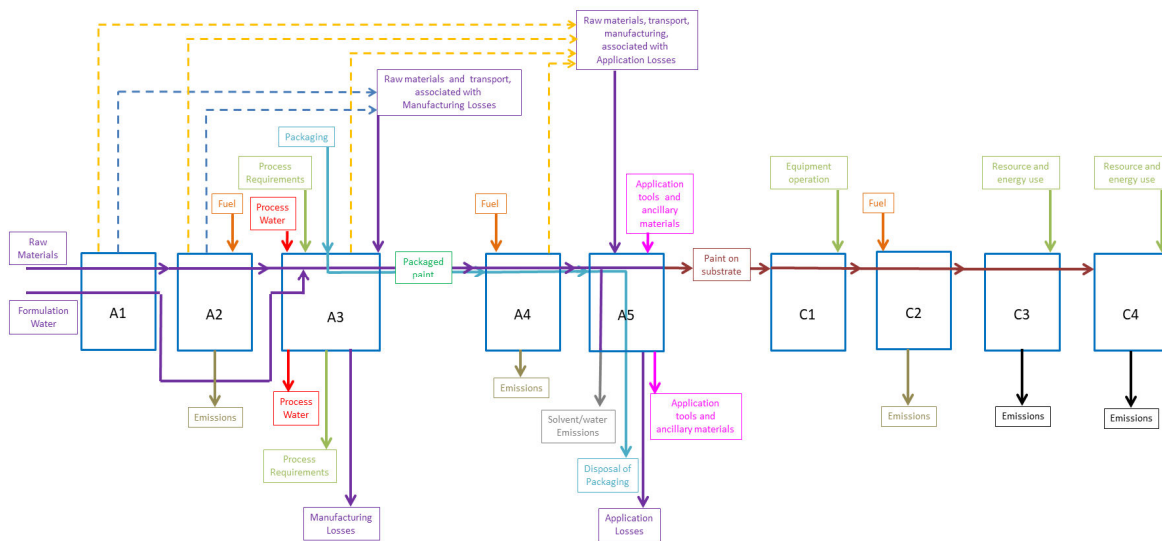 Raw materials, transport,
manufacturing,
associated with
Application Losses
Raw materials and transport,
associated with
Manufacturing Losses
Packaging
Process
Requirements
Equipment
operation
Resource and
energy use
Resource and
energy use
Application
tools and
ancillary
materials
Fuel
Process
Water
Fuel
Fuel
Raw
Materials
Packaged
paint
Paint on
substrate
Formulation
Water
A1
A2
A3
A4
A5
C1
C2
C3
C4
Emissions
Process
Water
Emissions
Solvent/water
Emissions
Application
tools and
ancillary materials
Emissions
Emissions
Emissions
Process
Requirements
Disposal of
Packaging
Manufacturing
Losses
Application
Losses